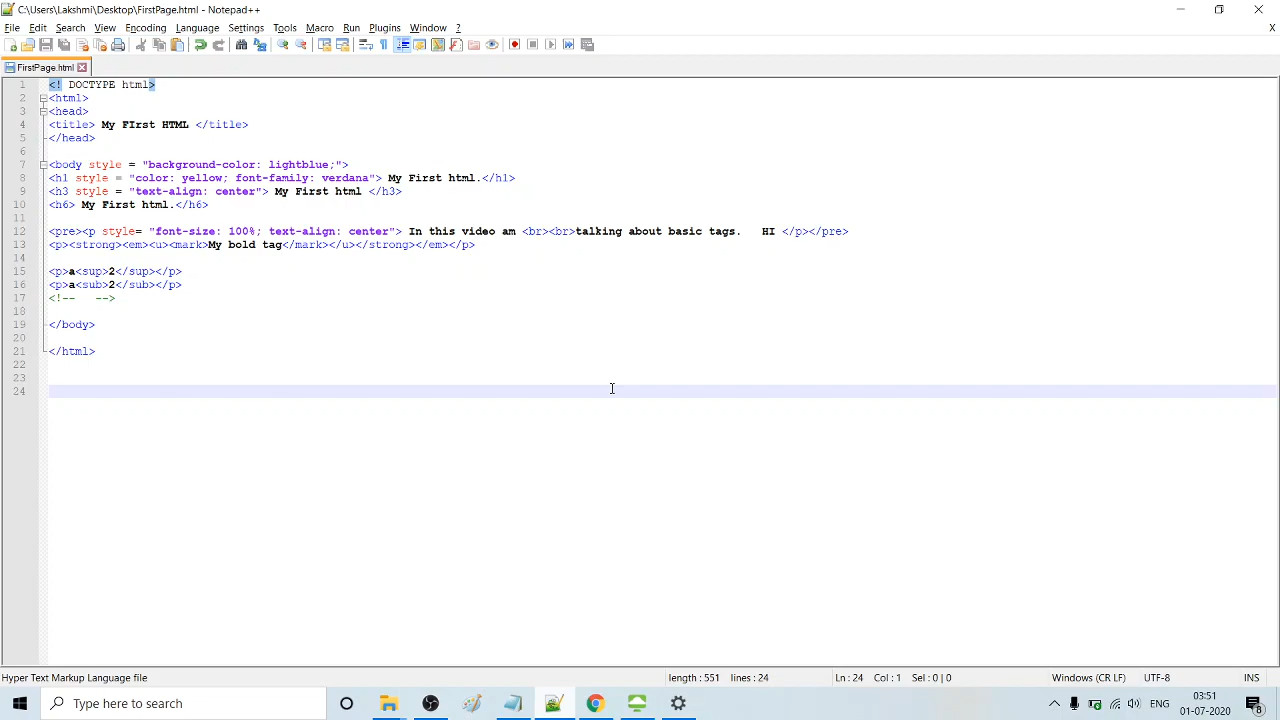 C:\Users\Lakshmi\Desktop\FirstPage.html - Notepad++
File Edit Search View Encoding Language Settings Tools Macro Run Plugins Window ? X
FirstPage.html
1 <! DOCTYPE html>
2 <html>
3 <head>
4 <title> My FIrst HTML </title>
5 </head>
6
7 <body style = "background-color: lightblue;">
8 <h1 style = "color: yellow; font-family: verdana"> My First html.</h1>
9 <h3 style = "text-align: center"> My First html </h3>
10 <h6> My First html.</h6>
11
12 <pre><p style= "font-size: 100%; text-align: center"> In this video am <br><br>talking about basic tags.   HI </p></pre>
13 <p><strong><em><u><mark>My bold tag</mark></u></strong></em></p>
14
15 <p>a<sup>2</sup></p>
16 <p>a<sub>2</sub></p>
17 <!--   -->
18
19 </body>
20
21 </html>
22
23
24
Hyper Text Markup Language file length : 551 lines : 24 Ln : 24 Col : 1 Sel : 0 | 0 Windows (CR LF) UTF-8 INS
Type here to search ENG 03:51
01-07-2020 8